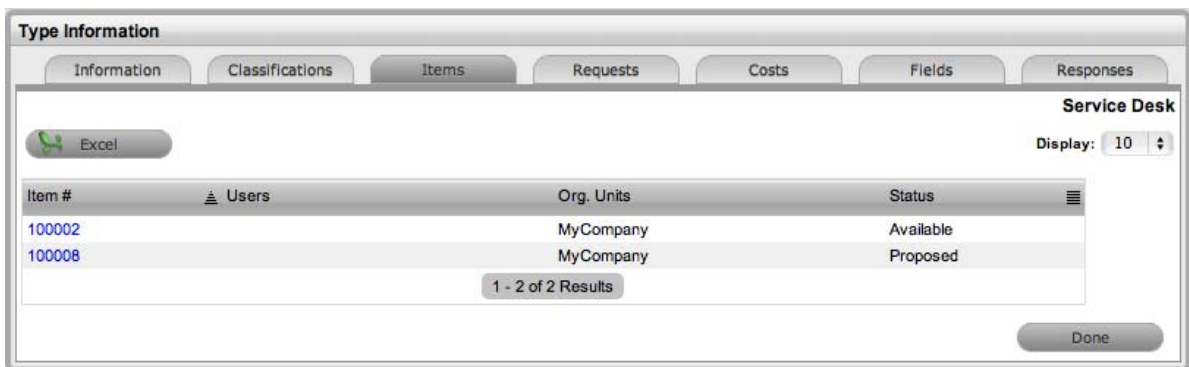 Type Information
Information Classifications Items Requests Costs Fields Responses
Service Desk
Excel Display: 10
Item # Users Org. Units Status
100002 MyCompany Available
100008 MyCompany Proposed
1 - 2 of 2 Results
Done